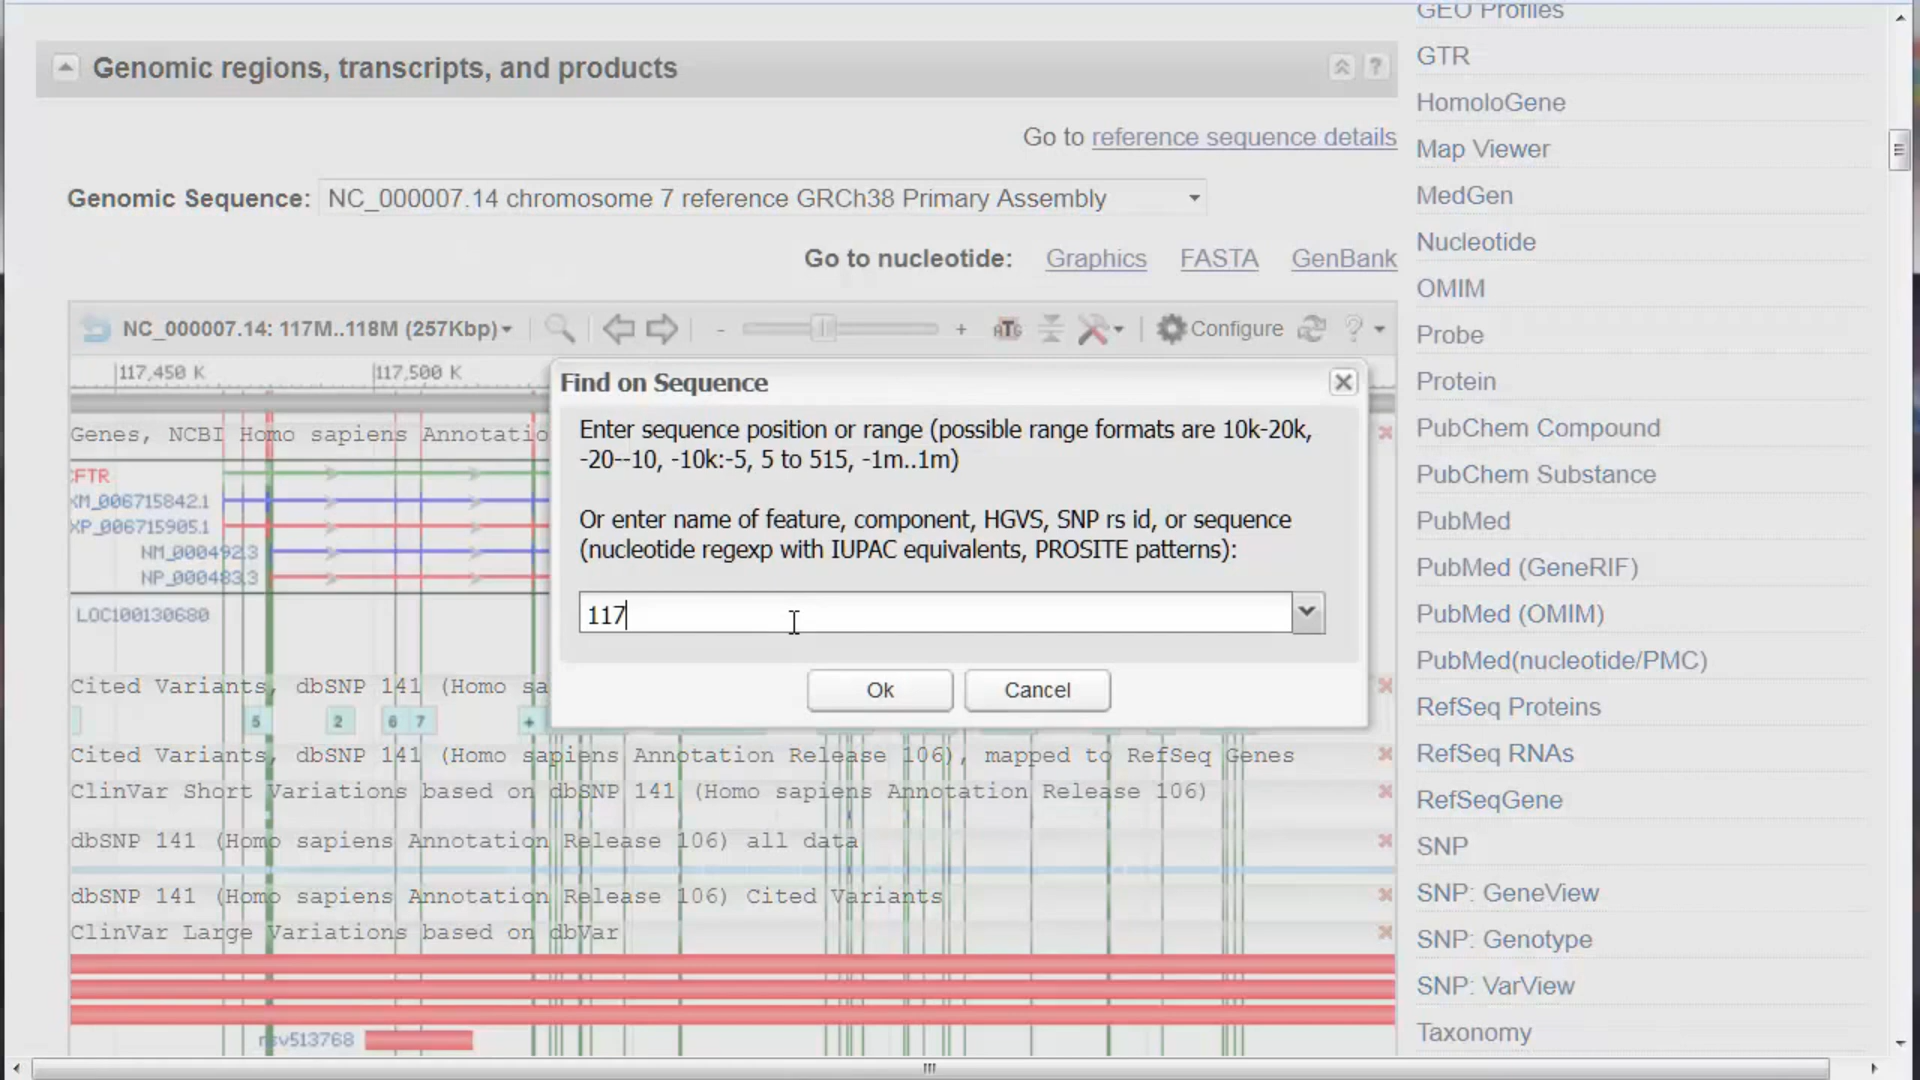 GEO Profiles
Genomic regions, transcripts, and products
?
GTR
HomoloGene
Go to reference sequence details
Map Viewer
Genomic Sequence: NC_000007.14 chromosome 7 reference GRCh38 Primary Assembly
MedGen
Nucleotide
Go to nucleotide: Graphics FASTA GenBank
OMIM
NC_000007.14: 117M..118M (257Kbp)
- + ATG Configure ?
Probe
117,450 K
117,500 K
Find on Sequence
Protein
Enter sequence position or range (possible range formats are 10k-20k,
-20--10, -10k:-5, 5 to 515, -1m..1m)
Genes, NCBI Homo sapiens Annotatio
PubChem Compound
CFTR
PubChem Substance
XM_006715842.1
Or enter name of feature, component, HGVS, SNP rs id, or sequence
(nucleotide regexp with IUPAC equivalents, PROSITE patterns):
XP_006715905.1
PubMed
NM_000492.3
PubMed (GeneRIF)
NP_000483.3
LOC100130680
117
PubMed (OMIM)
PubMed(nucleotide/PMC)
Cited Variants, dbSNP 141 (Homo sa
Ok
Cancel
RefSeq Proteins
5 2 6 7 +
Cited Variants, dbSNP 141 (Homo sapiens Annotation Release 106), mapped to RefSeq Genes
RefSeq RNAs
ClinVar Short Variations based on dbSNP 141 (Homo sapiens Annotation Release 106)
RefSeqGene
dbSNP 141 (Homo sapiens Annotation Release 106) all data
SNP
dbSNP 141 (Homo sapiens Annotation Release 106) Cited Variants
SNP: GeneView
ClinVar Large Variations based on dbVar
SNP: Genotype
SNP: VarView
nsv513768
Taxonomy